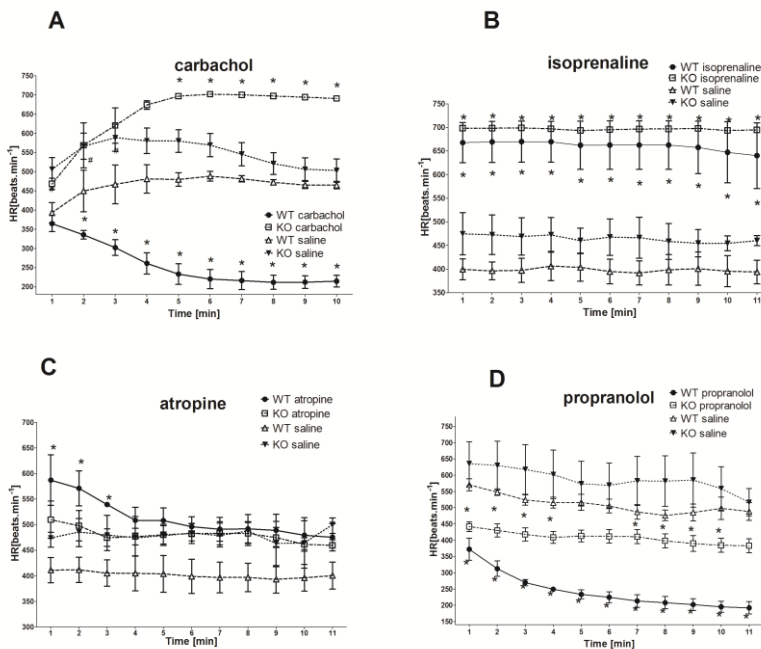 A
carbachol
HR[beats.min⁻¹]
750
700
650
600
550
500
450
400
350
300
250
200
* * * * * *
*
#
#
* * * * * * * * *
WT carbachol
KO carbachol
WT saline
KO saline
1 2 3 4 5 6 7 8 9 10
Time [min]
B
isoprenaline
WT isoprenaline
KO isoprenaline
WT saline
KO saline
HR[beats.min⁻¹]
750
700
650
600
550
500
450
400
350
* * * * * * * * * * *
* * * * * * * * * * *
1 2 3 4 5 6 7 8 9 10 11
Time [min]
C
atropine
WT atropine
KO atropine
WT saline
KO saline
HR[beats.min⁻¹]
700
650
600
550
500
450
400
350
300
* * *
1 2 3 4 5 6 7 8 9 10 11
Time [min]
D
propranolol
WT propranolol
KO propranolol
WT saline
KO saline
HR[beats.min⁻¹]
700
650
600
550
500
450
400
350
300
250
200
150
* * * * * * * *
* * * * * * * * * * *
1 2 3 4 5 6 7 8 9 10 11
Time [min]